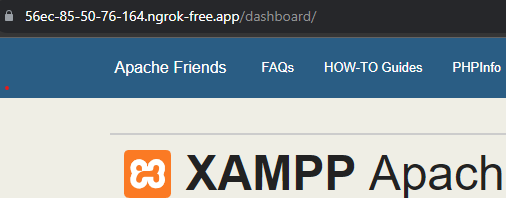 56ec-85-50-76-164.ngrok-free.app/dashboard/
Apache Friends FAQs HOW-TO Guides PHPInfo
XAMPP Apach